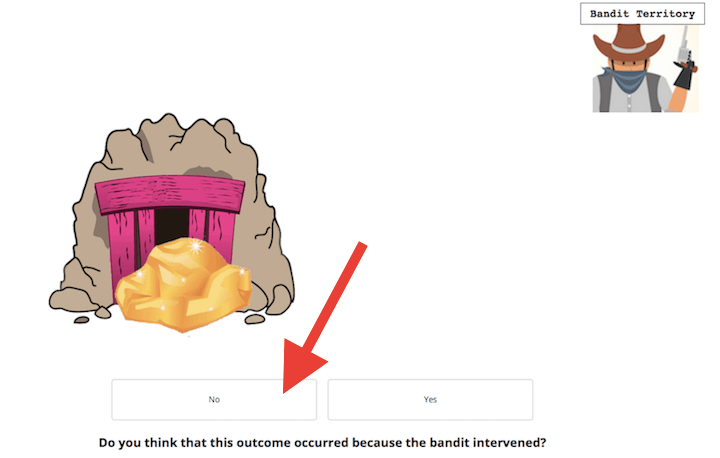 Bandit Territory
No
Yes
Do you think that this outcome occurred because the bandit intervened?